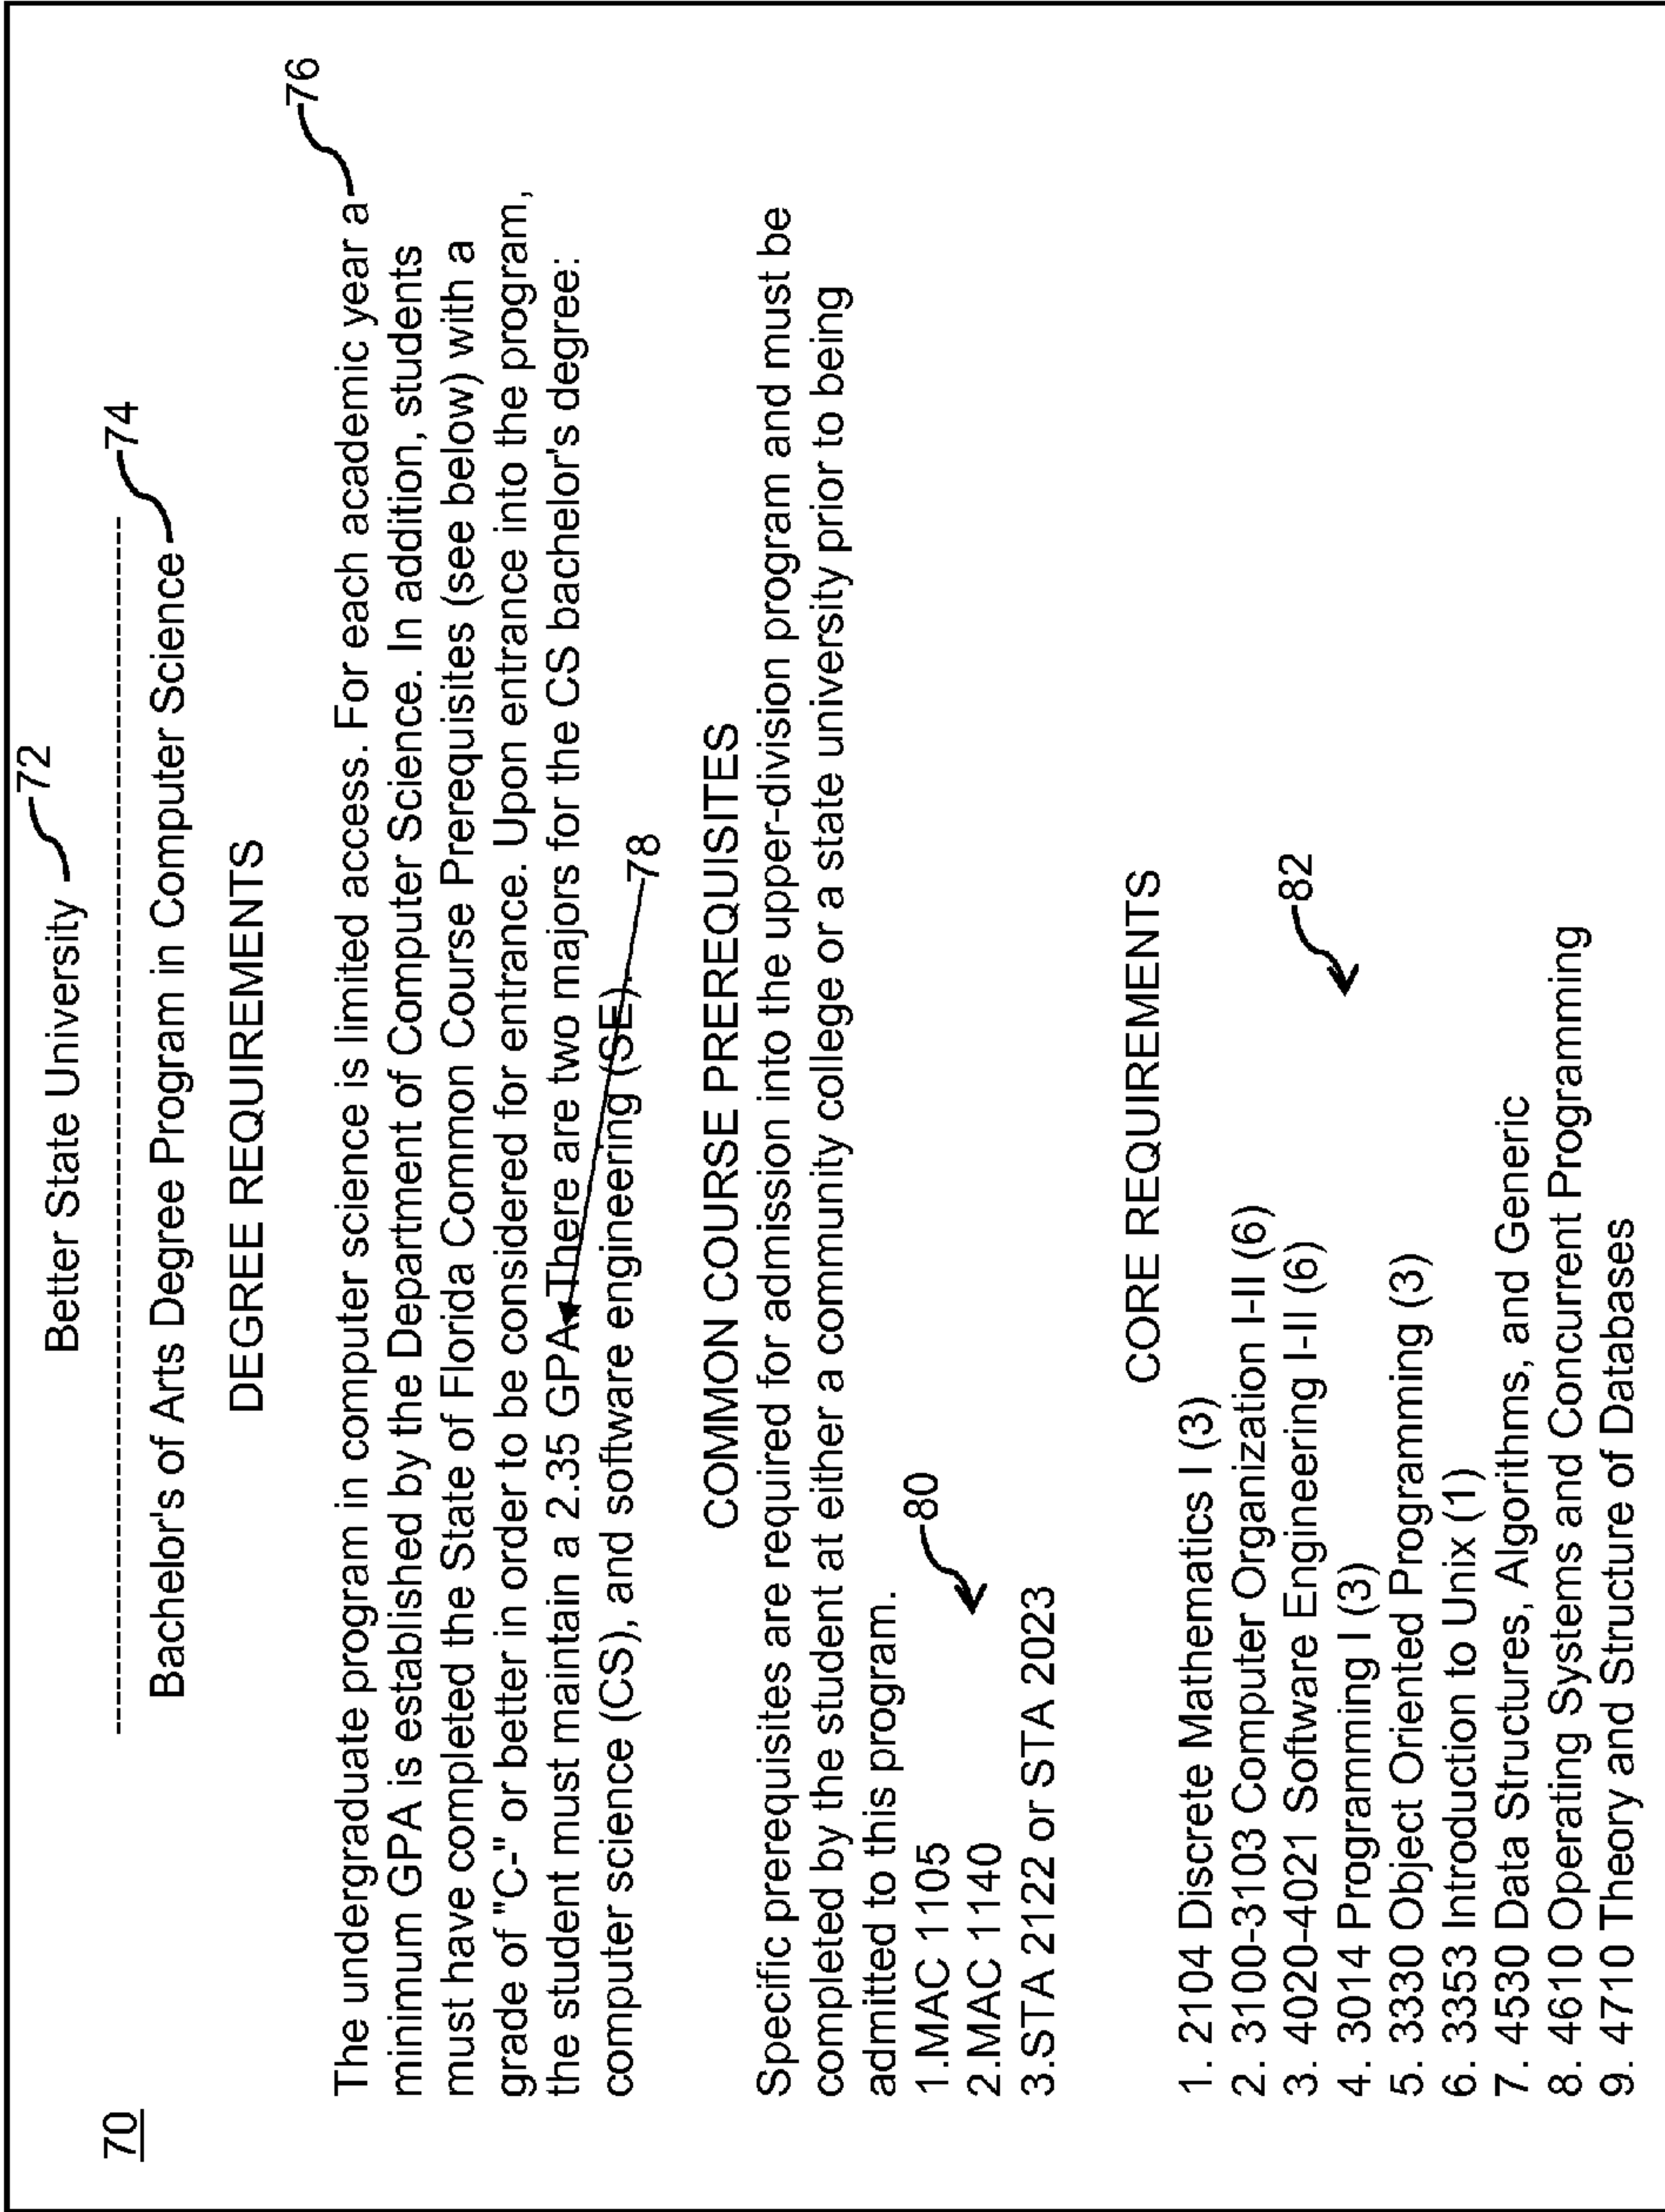 70
Better State University 72
Bachelor's of Arts Degree Program in Computer Science 74
DEGREE REQUIREMENTS
76
The undergraduate program in computer science is limited access. For each academic year a
minimum GPA is established by the Department of Computer Science. In addition, students
must have completed the State of Florida Common Course Prerequisites (see below) with a
grade of "C-" or better in order to be considered for entrance. Upon entrance into the program,
the student must maintain a 2.35 GPA. There are two majors for the CS bachelor's degree:
computer science (CS), and software engineering (SE).
78
COMMON COURSE PREREQUISITES
Specific prerequisites are required for admission into the upper-division program and must be
completed by the student at either a community college or a state university prior to being
admitted to this program.
80
1.MAC 1105
2.MAC 1140
3.STA 2122 or STA 2023
CORE REQUIREMENTS
1. 2104 Discrete Mathematics I (3)
2. 3100-3103 Computer Organization I-II (6)
82
3. 4020-4021 Software Engineering I-II (6)
4. 3014 Programming I (3)
5. 3330 Object Oriented Programming (3)
6. 3353 Introduction to Unix (1)
7. 4530 Data Structures, Algorithms, and Generic
8. 4610 Operating Systems and Concurrent Programming
9. 4710 Theory and Structure of Databases